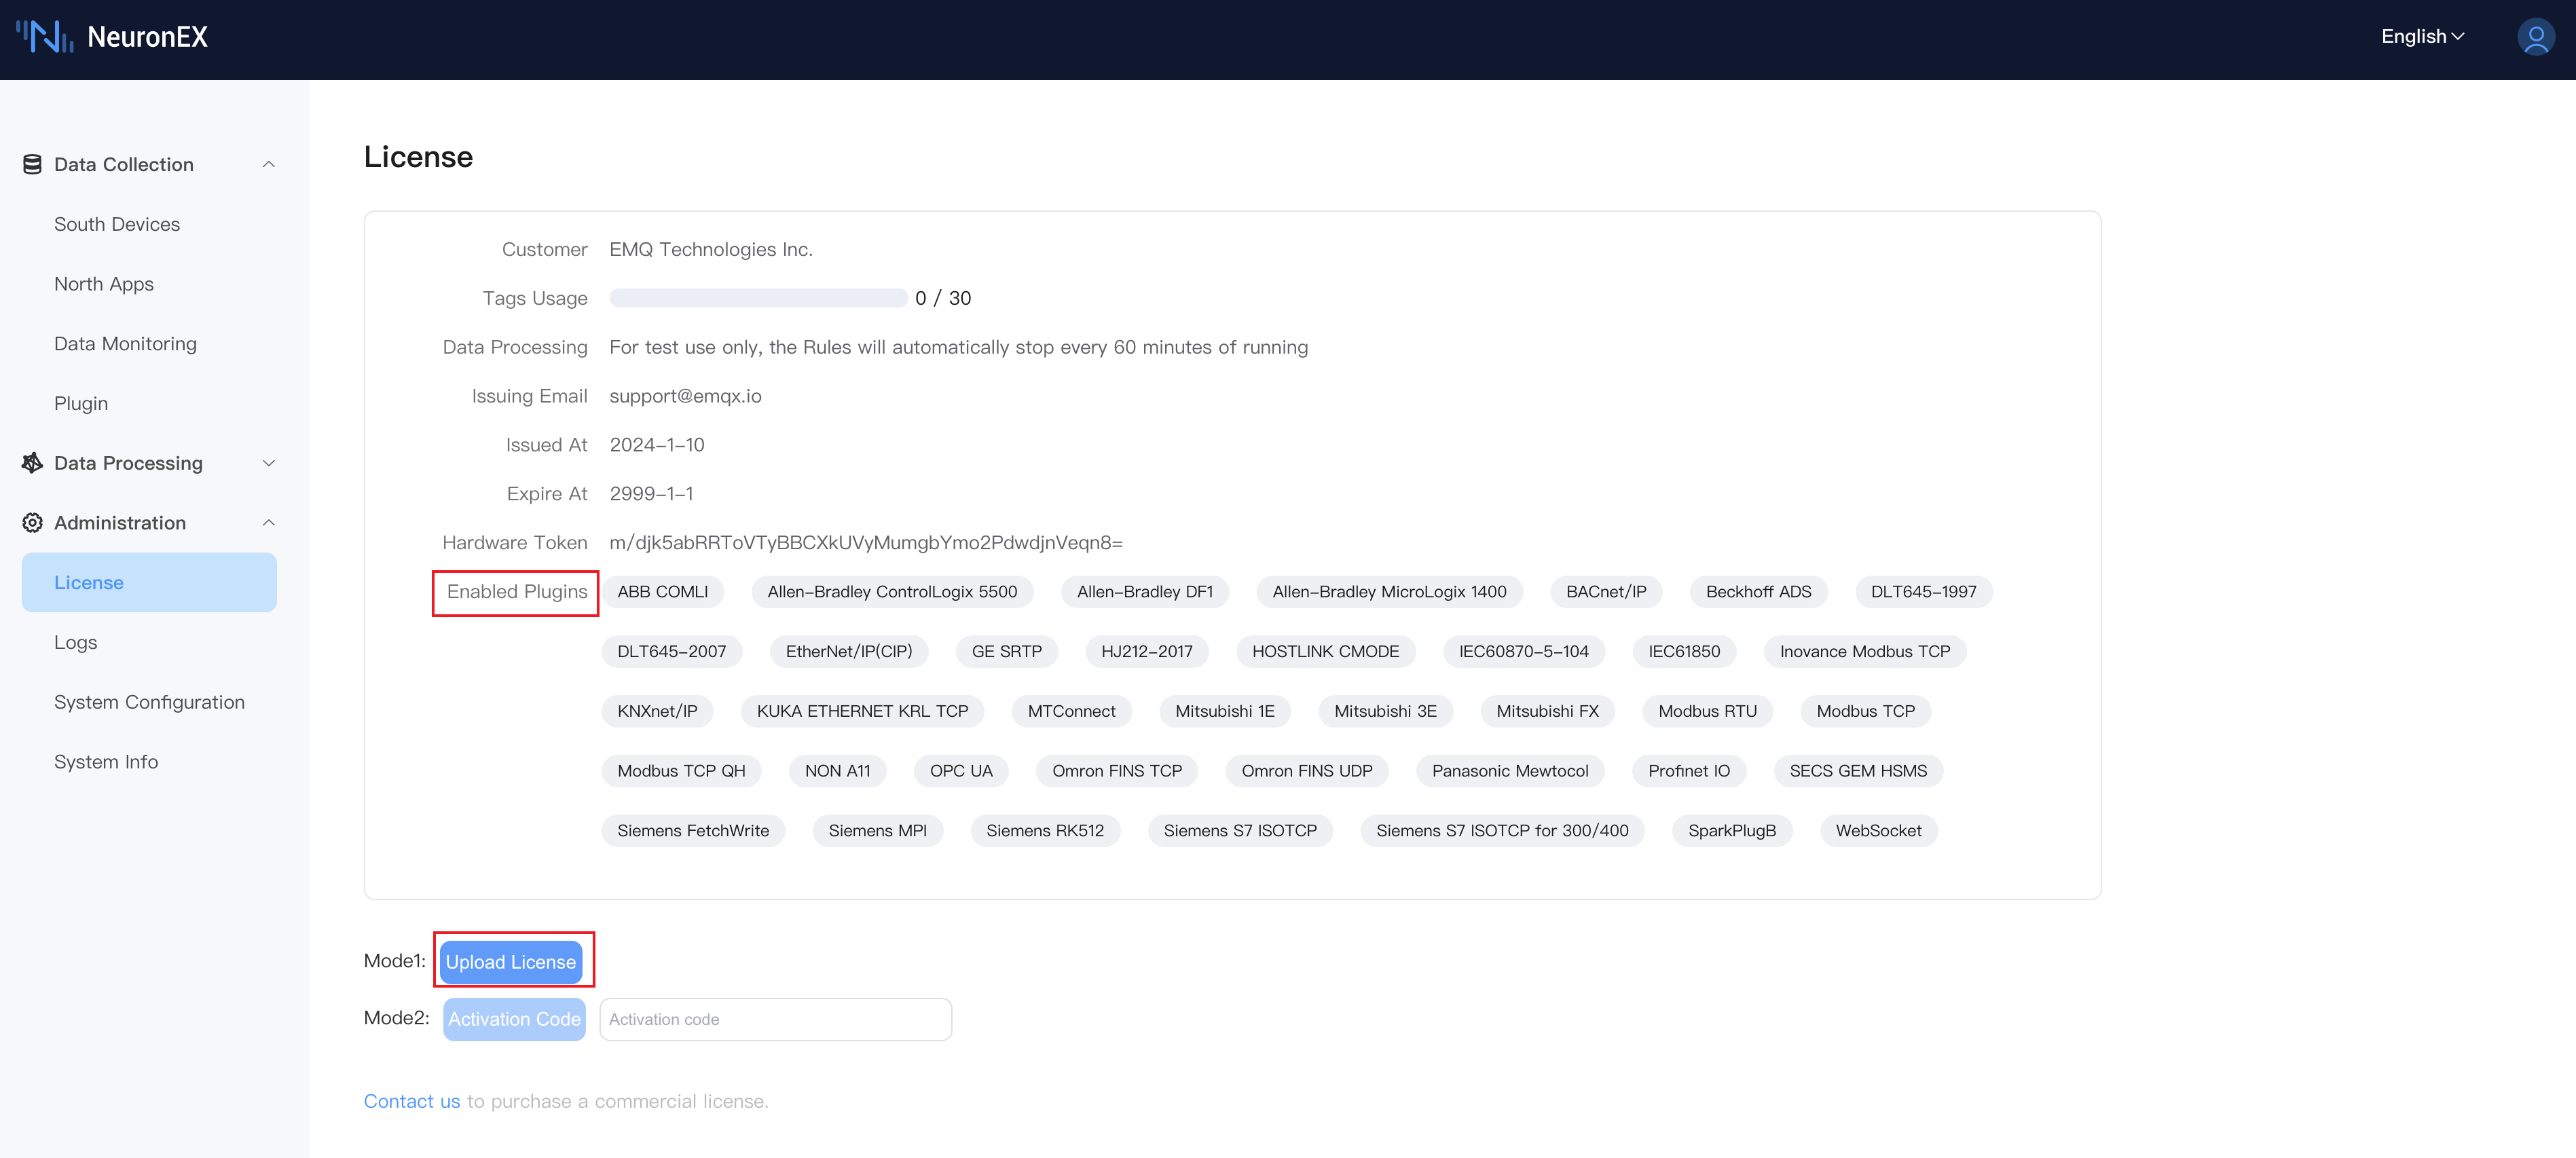 NeuronEX
English
Data Collection
South Devices
North Apps
Data Monitoring
Plugin
Data Processing
Administration
License
Logs
System Configuration
System Info
License
Customer EMQ Technologies Inc.
Tags Usage 0 / 30
Data Processing For test use only, the Rules will automatically stop every 60 minutes of running
Issuing Email support@emqx.io
Issued At 2024-1-10
Expire At 2999-1-1
Hardware Token m/djk5abRRToVTyBBCXkUVyMumgbYmo2PdwdjnVeqn8=
Enabled Plugins ABB COMLI Allen-Bradley ControlLogix 5500 Allen-Bradley DF1 Allen-Bradley MicroLogix 1400 BACnet/IP Beckhoff ADS DLT645-1997
DLT645-2007 EtherNet/IP(CIP) GE SRTP HJ212-2017 HOSTLINK CMODE IEC60870-5-104 IEC61850 Inovance Modbus TCP
KNXnet/IP KUKA ETHERNET KRL TCP MTConnect Mitsubishi 1E Mitsubishi 3E Mitsubishi FX Modbus RTU Modbus TCP
Modbus TCP QH NON A11 OPC UA Omron FINS TCP Omron FINS UDP Panasonic Mewtocol Profinet IO SECS GEM HSMS
Siemens FetchWrite Siemens MPI Siemens RK512 Siemens S7 ISOTCP Siemens S7 ISOTCP for 300/400 SparkPlugB WebSocket
Mode1: Upload License
Mode2: Activation Code Activation code
Contact us to purchase a commercial license.